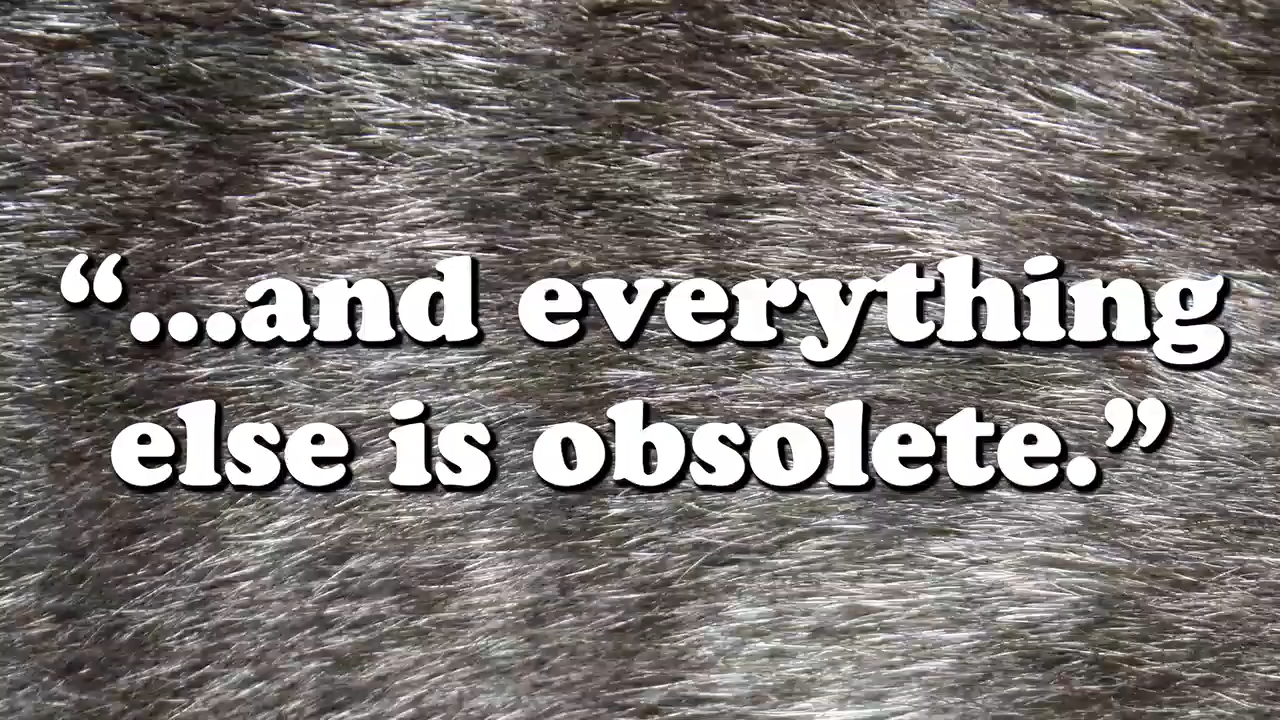 “...and everything
else is obsolete.”